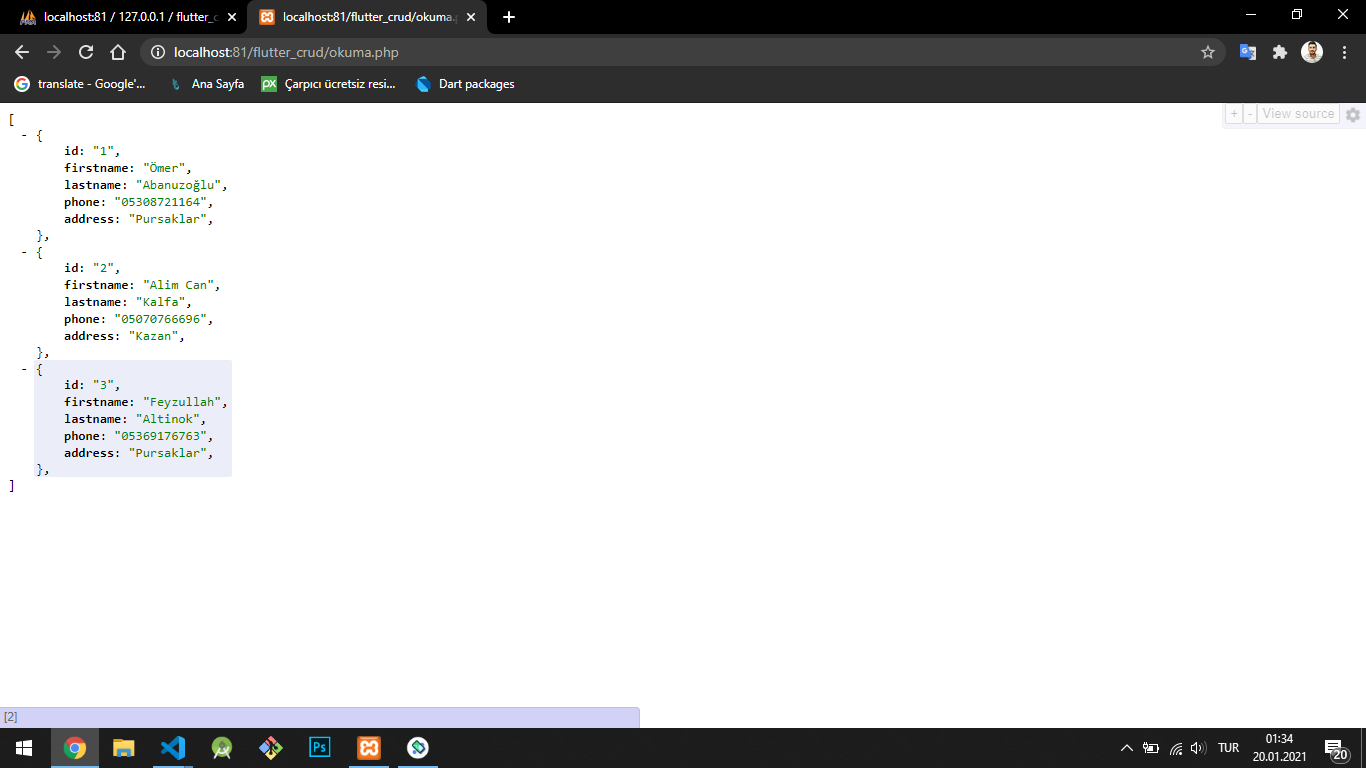 localhost:81 / 127.0.0.1 / flutter_c
localhost:81/flutter_crud/okuma.p
localhost:81/flutter_crud/okuma.php
translate - Google'...
Ana Sayfa
px
Çarpıcı ücretsiz resi...
Dart packages
+ - View source
[
- {
id: "1",
firstname: "Ömer",
lastname: "Abanuzoğlu",
phone: "05308721164",
address: "Pursaklar",
},
- {
id: "2",
firstname: "Alim Can",
lastname: "Kalfa",
phone: "05070766696",
address: "Kazan",
},
- {
id: "3",
firstname: "Feyzullah",
lastname: "Altinok",
phone: "05369176763",
address: "Pursaklar",
},
]
[2]
Ps
TUR
01:34
20.01.2021
20